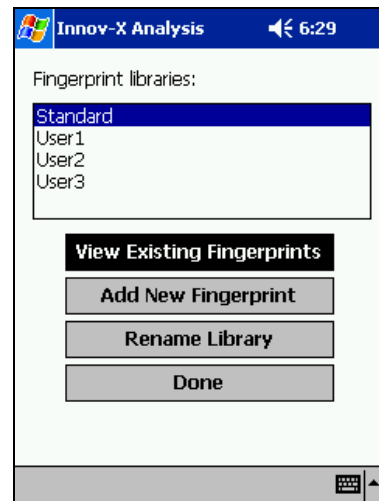 Innov-X Analysis 6:29
Fingerprint libraries:
Standard
User1
User2
User3
View Existing Fingerprints
Add New Fingerprint
Rename Library
Done